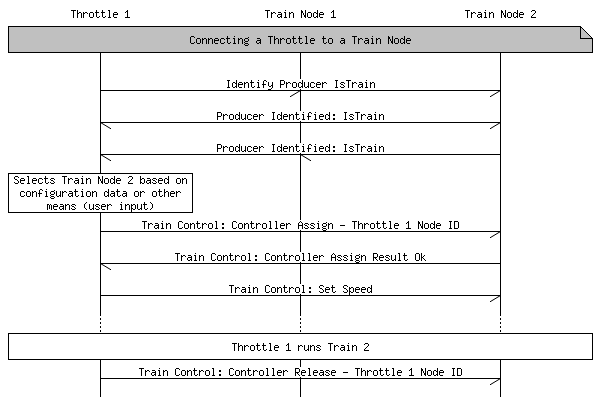 Throttle 1 Train Node 1 Train Node 2
Connecting a Throttle to a Train Node
Identify Producer IsTrain
Producer Identified: IsTrain
Producer Identified: IsTrain
Selects Train Node 2 based on
configuration data or other
means (user input)
Train Control: Controller Assign - Throttle 1 Node ID
Train Control: Controller Assign Result Ok
Train Control: Set Speed
Throttle 1 runs Train 2
Train Control: Controller Release - Throttle 1 Node ID